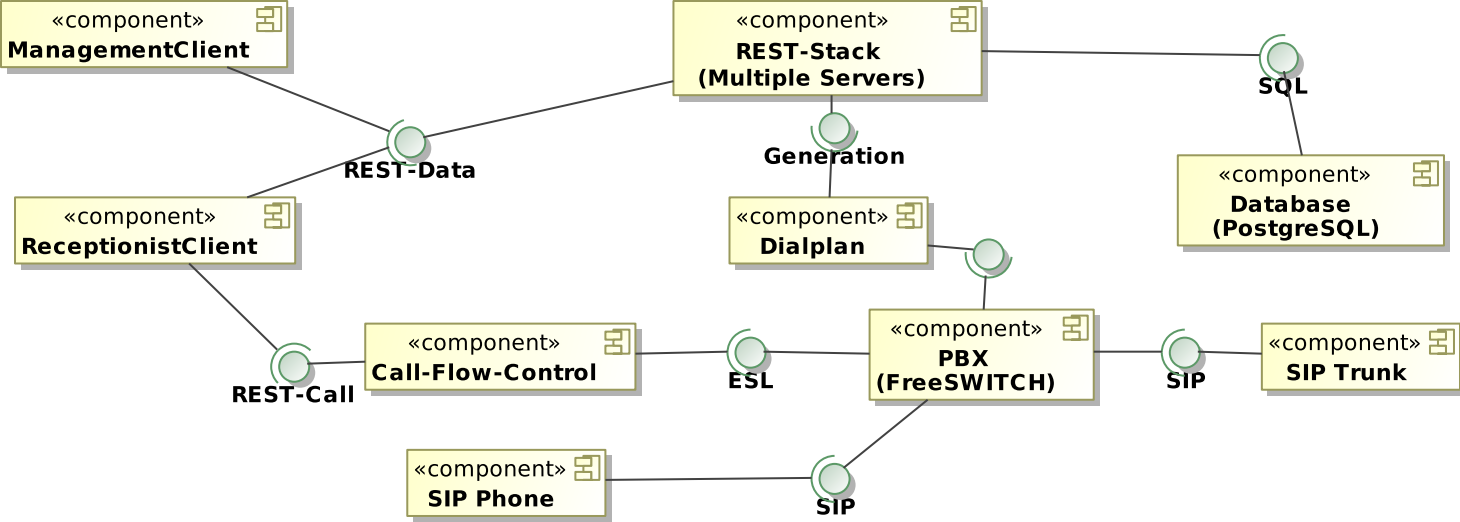 «component»
ManagementClient
«component»
REST-Stack
(Multiple Servers)
SQL
Generation
REST-Data
«component»
Database
(PostgreSQL)
«component»
ReceptionistClient
«component»
Dialplan
«component»
Call-Flow-Control
REST-Call
ESL
«component»
PBX
(FreeSWITCH)
SIP
«component»
SIP Trunk
«component»
SIP Phone
SIP